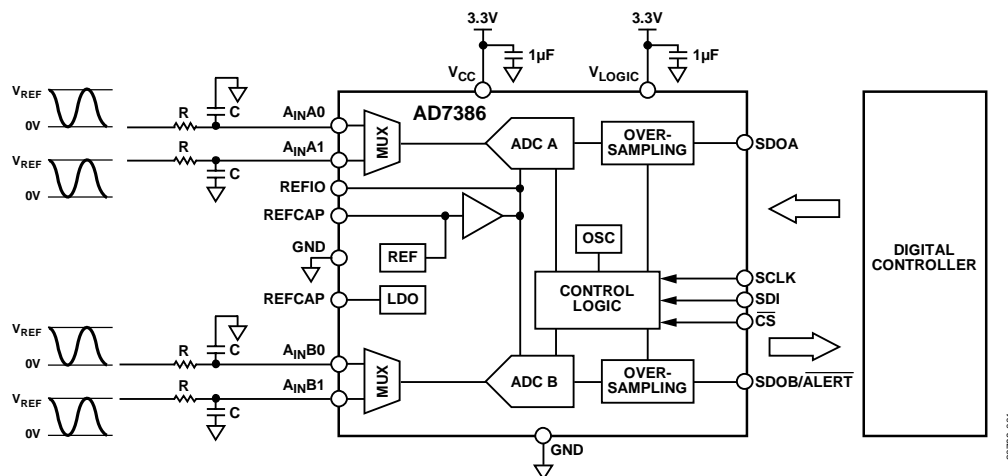 3.3V
3.3V
1µF
1µF
VCC
VLOGIC
AD7386
VREF
0V
R
C
AINA0
MUX
ADC A
OVER-
SAMPLING
SDOA
VREF
0V
R
C
AINA1
REFIO
REFCAP
GND
REF
OSC
REFCAP
LDO
CONTROL
LOGIC
SCLK
SDI
CS
DIGITAL
CONTROLLER
VREF
0V
R
C
AINB0
MUX
ADC B
OVER-
SAMPLING
SDOB/ALERT
VREF
0V
R
C
AINB1
GND